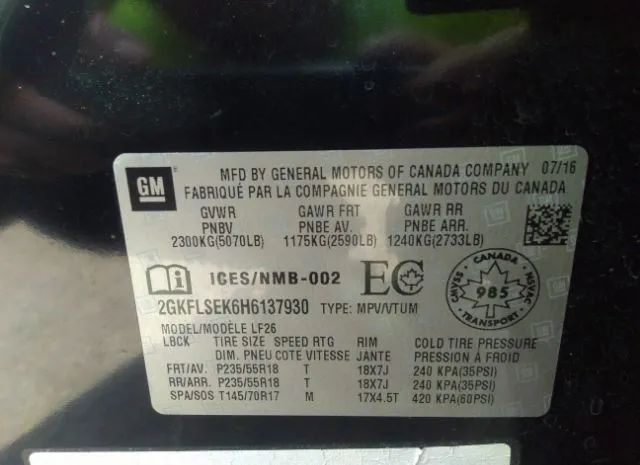 GM
MFD BY GENERAL MOTORS OF CANADA COMPANY 07/16
FABRIQUÉ PAR LA COMPAGNIE GENERAL MOTORS DU CANADA
GVWR GAWR FRT GAWR RR
PNBV PNBE AV. PNBE ARR.
2300KG(5070LB) 1175KG(2590LB) 1240KG(2733LB)
ICES/NMB-002 EC
CANADA
CMVSS 985 NSVAC
2GKFLSEK6H6137930 TYPE: MPV/VTUM
MODEL/MODÈLE LF26
LBCK TIRE SIZE SPEED RTG RIM COLD TIRE PRESSURE
DIM. PNEU COTE VITESSE JANTE PRESSION À FROID
FRT/AV. P235/55R18 T 18X7J 240 KPA(35PSI)
RR/ARR. P235/55R18 T 18X7J 240 KPA(35PSI)
SPA/SOS T145/70R17 M 17X4.5T 420 KPA(60PSI)